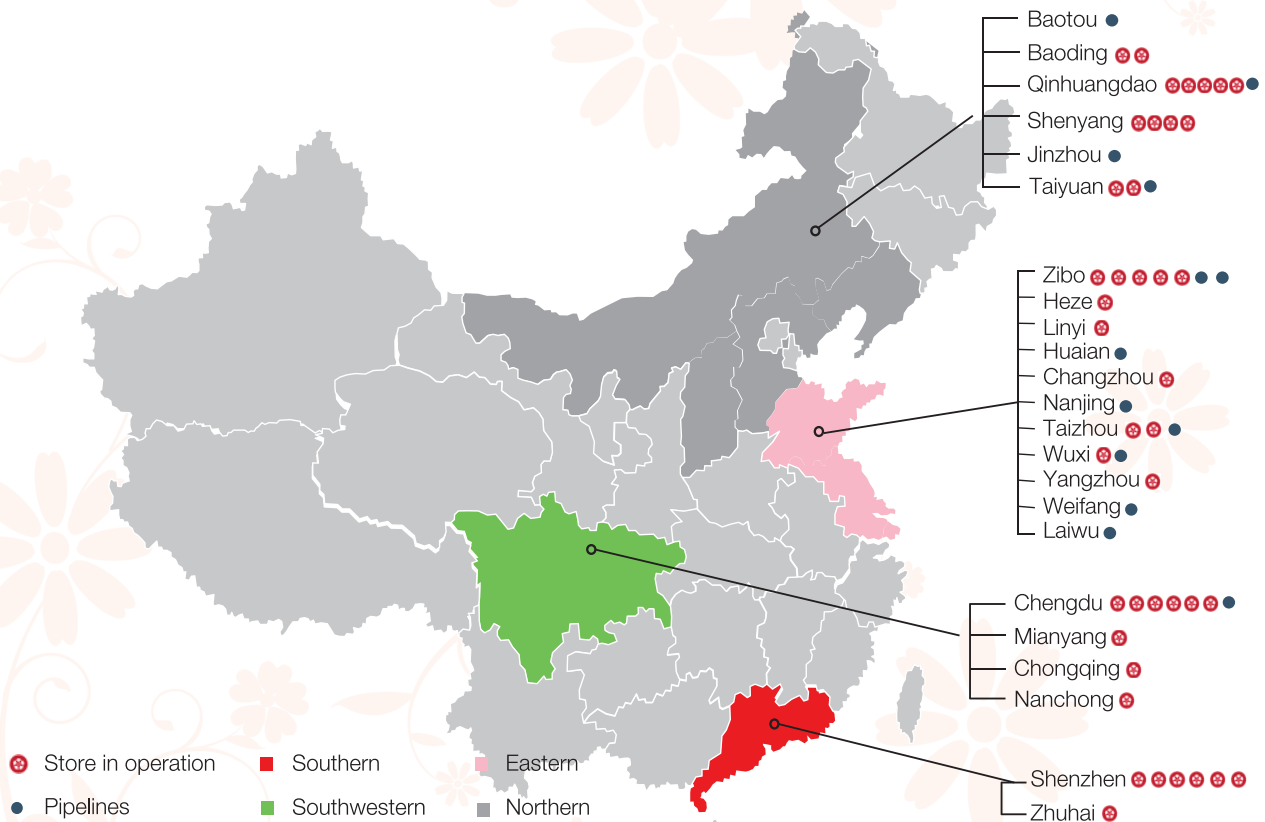 Baotou
Baoding
Qinhuangdao
Shenyang
Jinzhou
Taiyuan
Zibo
Heze
Linyi
Huaian
Changzhou
Nanjing
Taizhou
Wuxi
Yangzhou
Weifang
Laiwu
Chengdu
Mianyang
Chongqing
Nanchong
Shenzhen
Zhuhai
Store in operation
Southern
Eastern
Pipelines
Southwestern
Northern